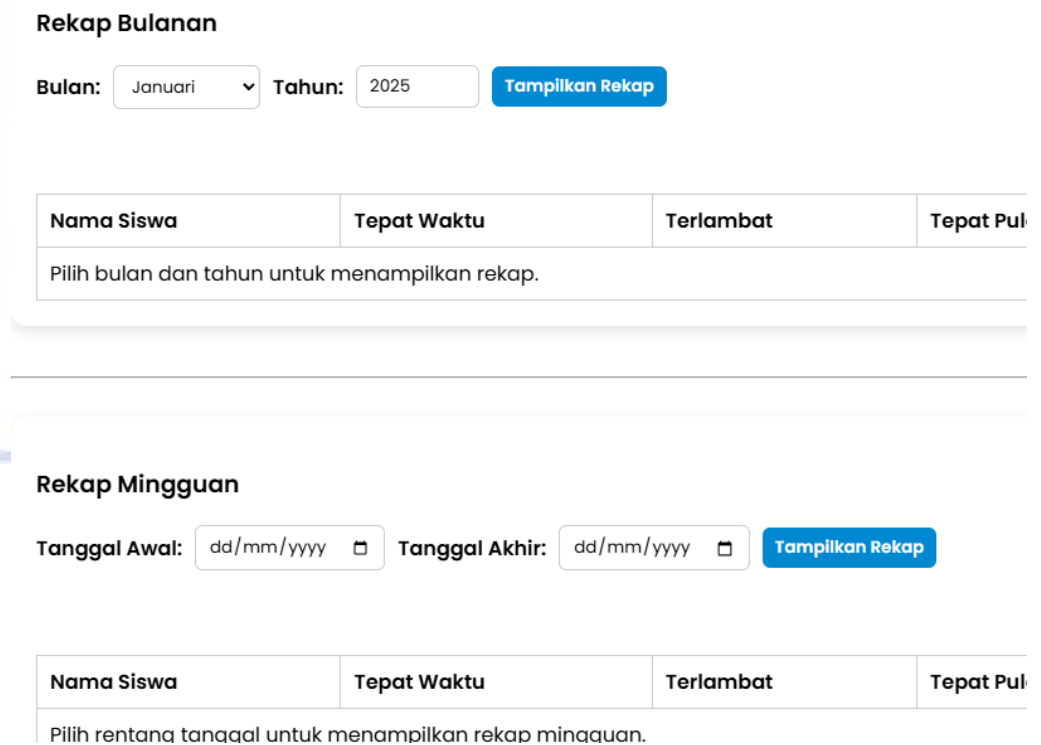 Rekap Bulanan
Bulan: Januari Tahun: 2025 Tampilkan Rekap
Nama Siswa Tepat Waktu Terlambat Tepat
Pilih bulan dan tahun untuk menampilkan rekap.
Rekap Mingguan
Tanggal Awal: dd/mm/yyyy Tanggal Akhir: dd/mm/yyyy Tampilkan Rekap
Nama Siswa Tepat Waktu Terlambat Tepat
Pilih rentang tanggal untuk menampilkan rekap mingguan.